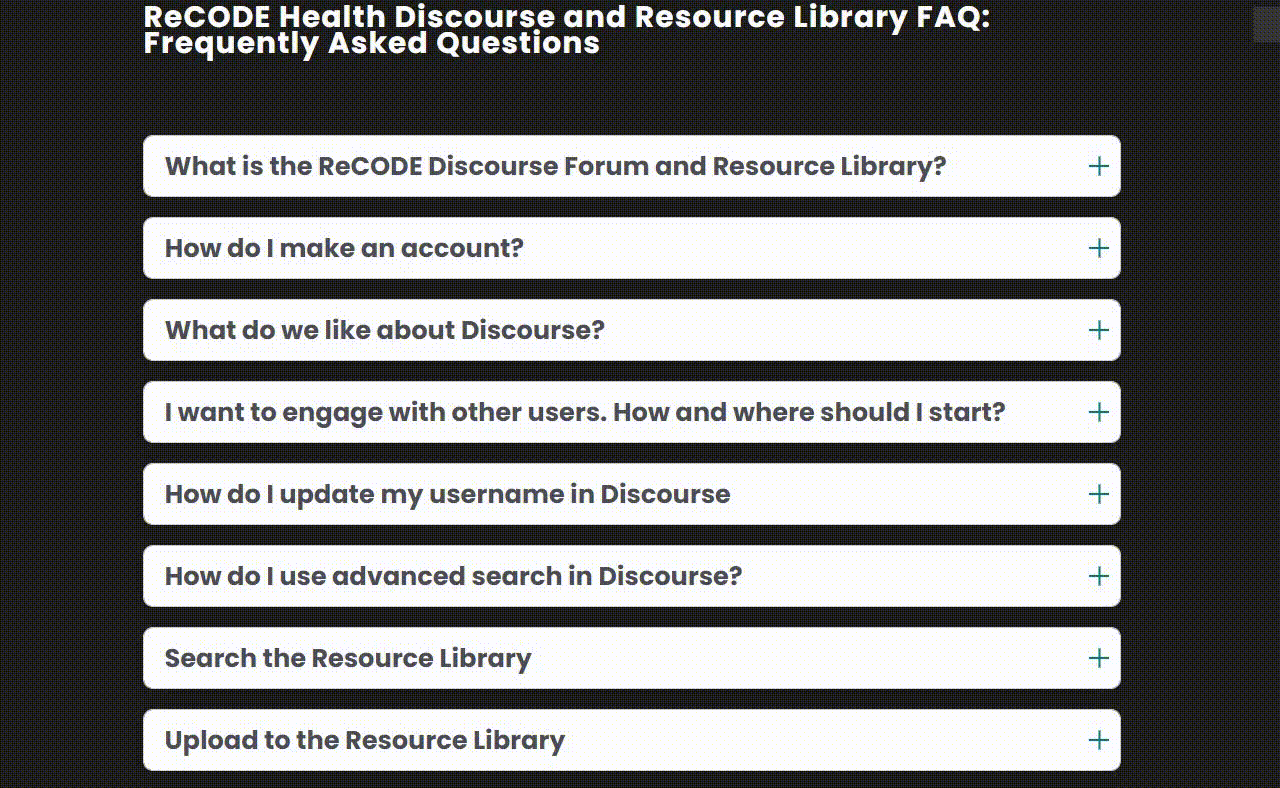 ReCODE Health Discourse and Resource Library FAQ:
Frequently Asked Questions
What is the ReCODE Discourse Forum and Resource Library?
How do I make an account?
What do we like about Discourse?
I want to engage with other users. How and where should I start?
How do I update my username in Discourse
How do I use advanced search in Discourse?
Search the Resource Library
Upload to the Resource Library